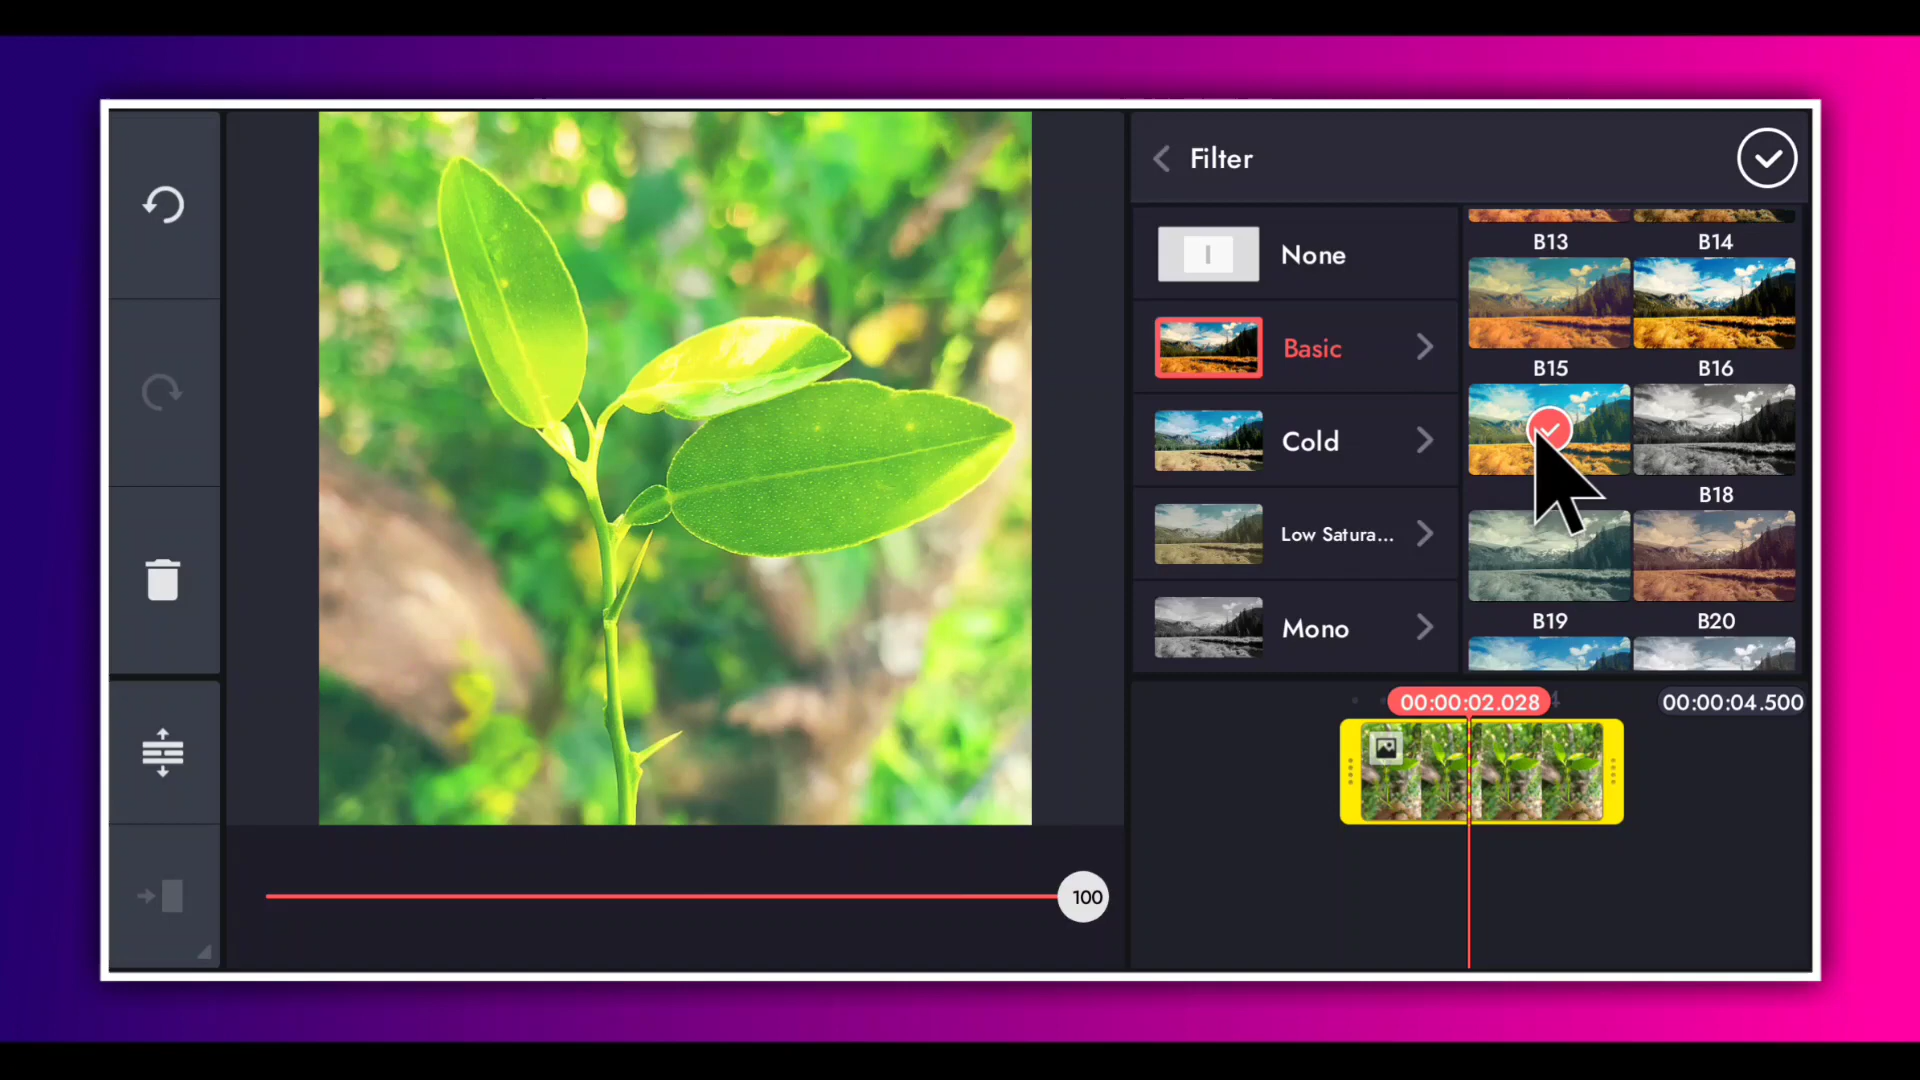 Filter
None
Basic
Cold
Low Satura...
Mono
B13 B14
B15 B16
B18
B19 B20
00:00:02.028
4
00:00:04.500
100